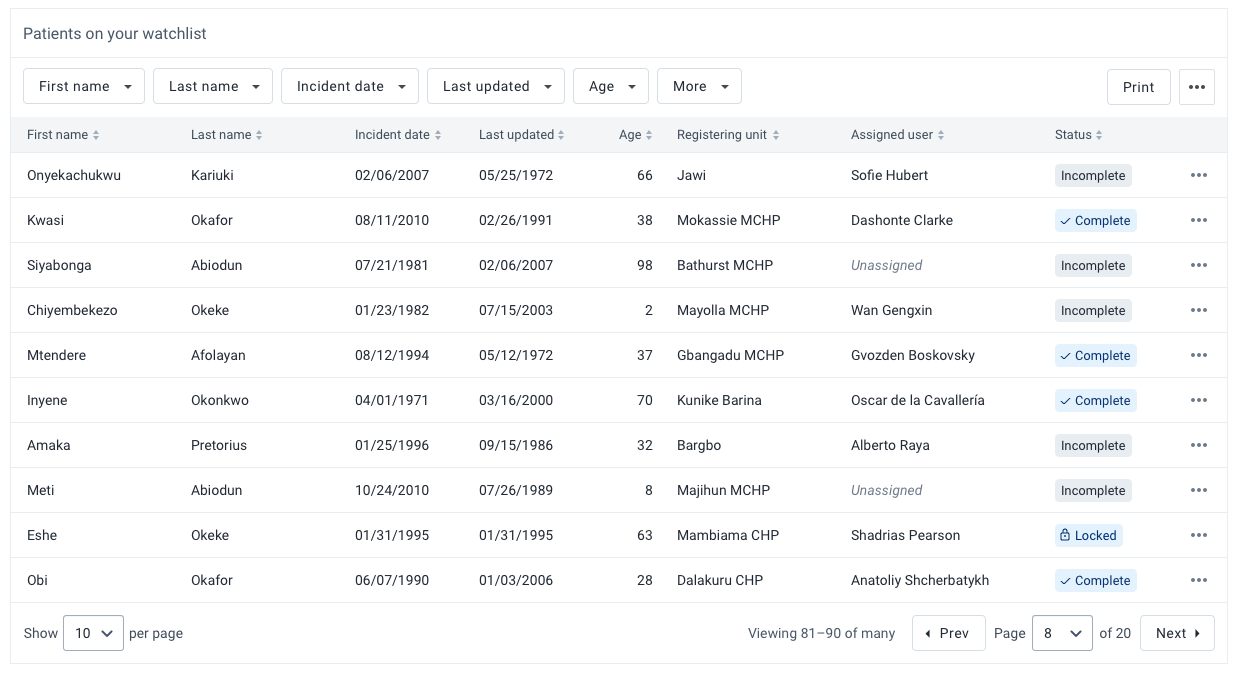 Patients on your watchlist
First name Last name Incident date Last updated Age More Print
First name Last name Incident date Last updated Age Registering unit Assigned user Status
Onyekachukwu Kariuki 02/06/2007 05/25/1972 66 Jawi Sofie Hubert Incomplete
Kwasi Okafor 08/11/2010 02/26/1991 38 Mokassie MCHP Dashonte Clarke Complete
Siyabonga Abiodun 07/21/1981 02/06/2007 98 Bathurst MCHP Unassigned Incomplete
Chiyembekezo Okeke 01/23/1982 07/15/2003 2 Mayolla MCHP Wan Gengxin Incomplete
Mtendere Afolayan 08/12/1994 05/12/1972 37 Gbangadu MCHP Gvozden Boskovsky Complete
Inyene Okonkwo 04/01/1971 03/16/2000 70 Kunike Barina Oscar de la Cavallería Complete
Amaka Pretorius 01/25/1996 09/15/1986 32 Bargbo Alberto Raya Incomplete
Meti Abiodun 10/24/2010 07/26/1989 8 Majihun MCHP Unassigned Incomplete
Eshe Okeke 01/31/1995 01/31/1995 63 Mambiama CHP Shadrias Pearson Locked
Obi Okafor 06/07/1990 01/03/2006 28 Dalakuru CHP Anatoliy Shcherbatykh Complete
Show 10 per page Viewing 81–90 of many Prev Page 8 of 20 Next